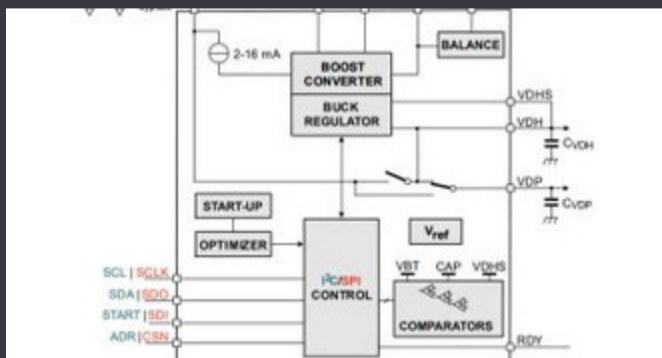 2-16 mA
BALANCE
BOOST
CONVERTER
BUCK
REGULATOR
VDHS
VDH
CVDH
VDP
CVDP
START-UP
OPTIMIZER
Vref
SCL | SCLK
SDA | SDO
START | SDI
ADR | CSN
I²C/SPI
CONTROL
VBT CAP VDHS
COMPARATORS
RDY